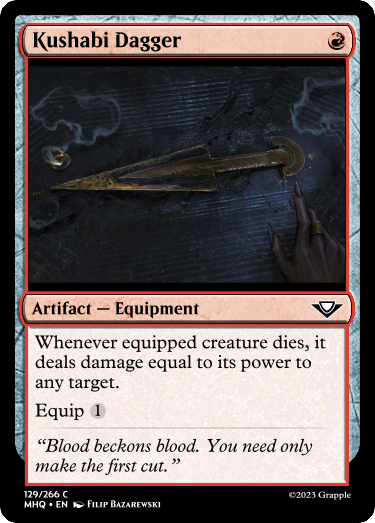 Kushabi Dagger
Artifact — Equipment
Whenever equipped creature dies, it
deals damage equal to its power to
any target.
Equip 1
“Blood beckons blood. You need only
make the first cut.”
129/266 C
MHQ • EN Filip Bazarewski
©2023 Grapple